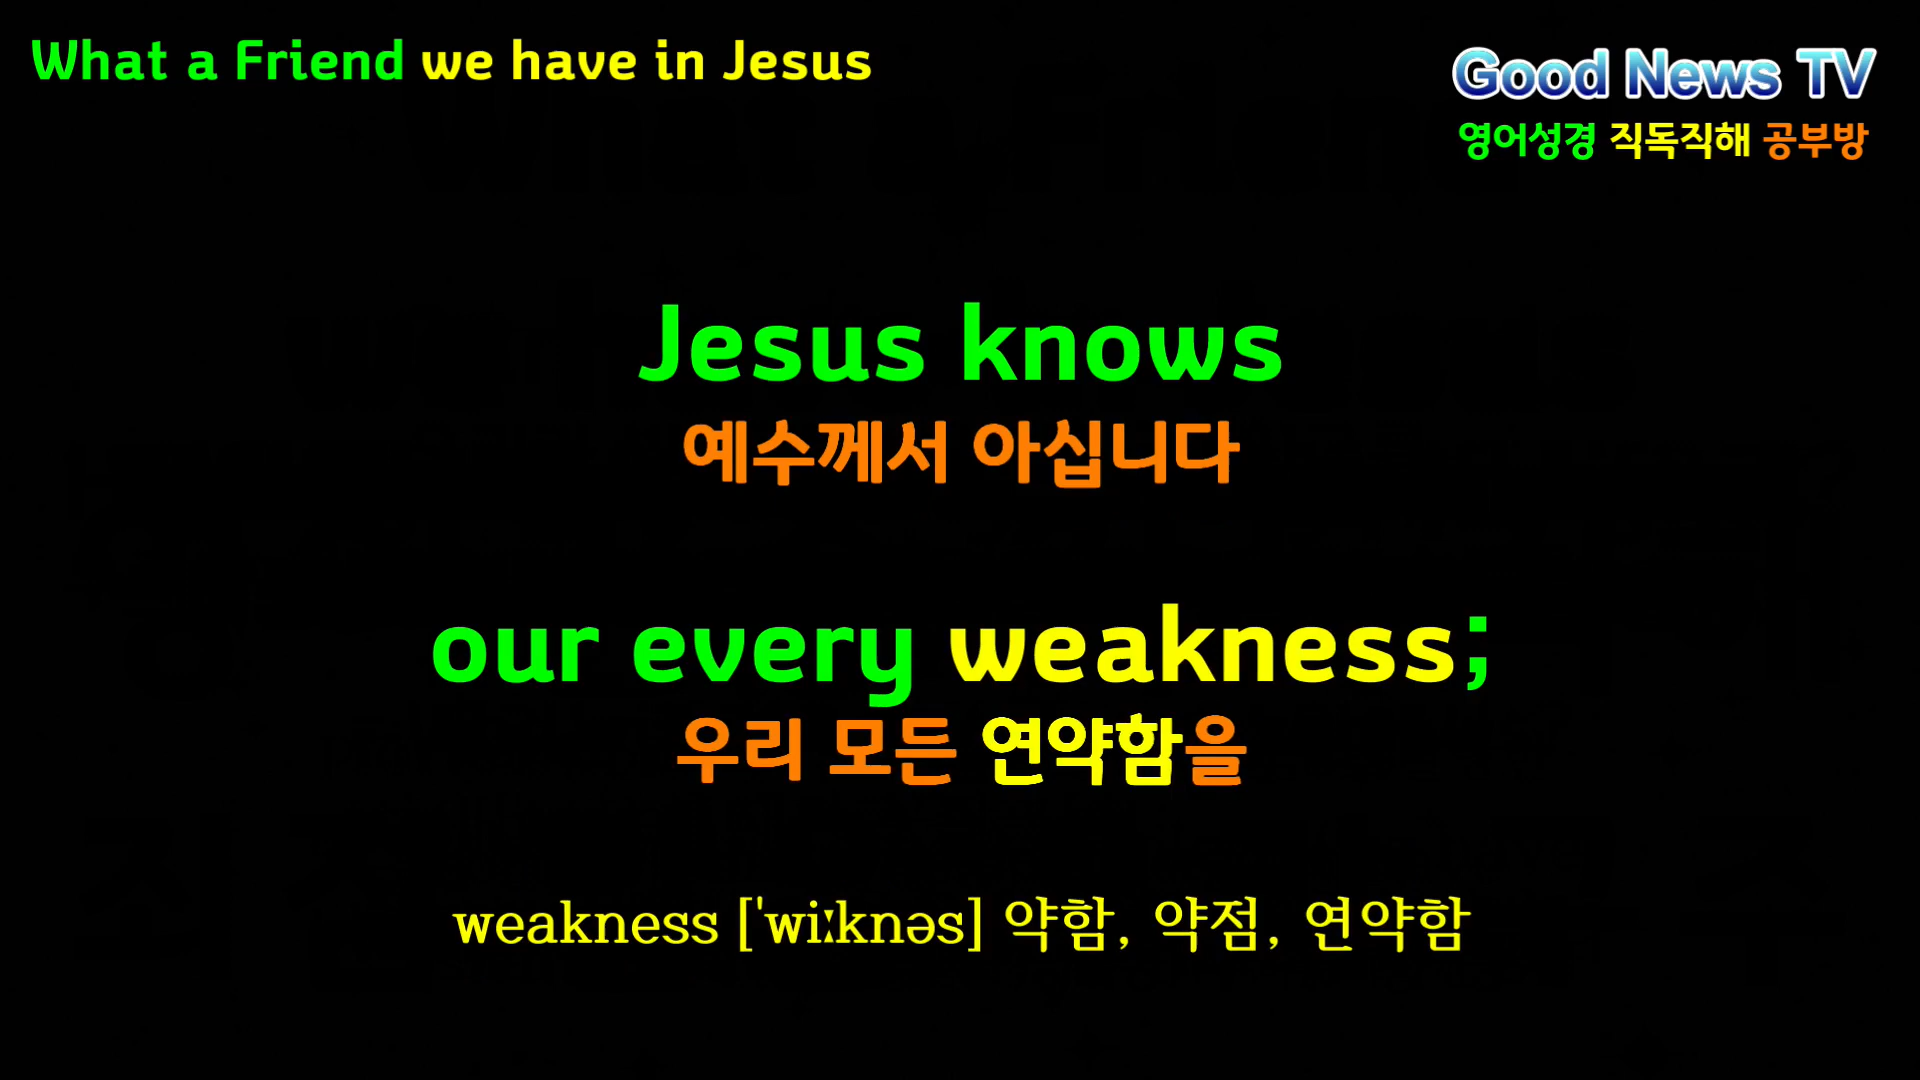 What a Friend we have in Jesus
Good News TV
영어성경 직독직해 공부방
Jesus knows
예수께서 아십니다
our every weakness;
우리 모든 연약함을
weakness [ˈwiːknəs] 약함, 약점, 연약함